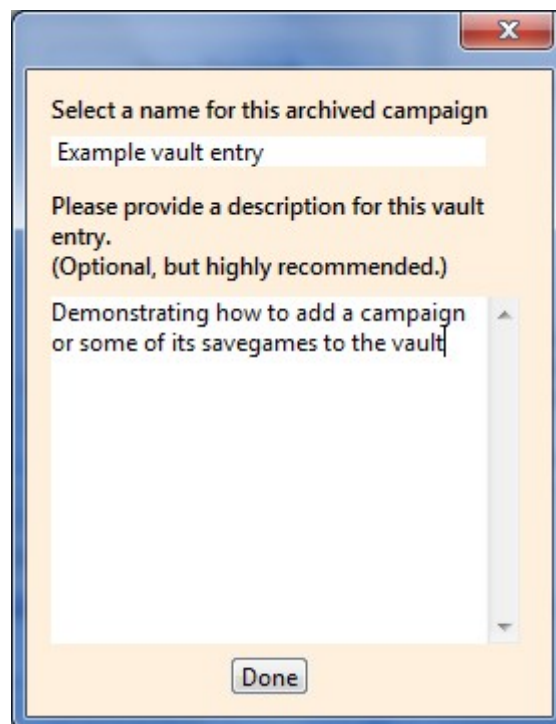 Select a name for this archived campaign
Example vault entry
Please provide a description for this vault
entry.
(Optional, but highly recommended.)
Demonstrating how to add a campaign
or some of its savegames to the vault
Done